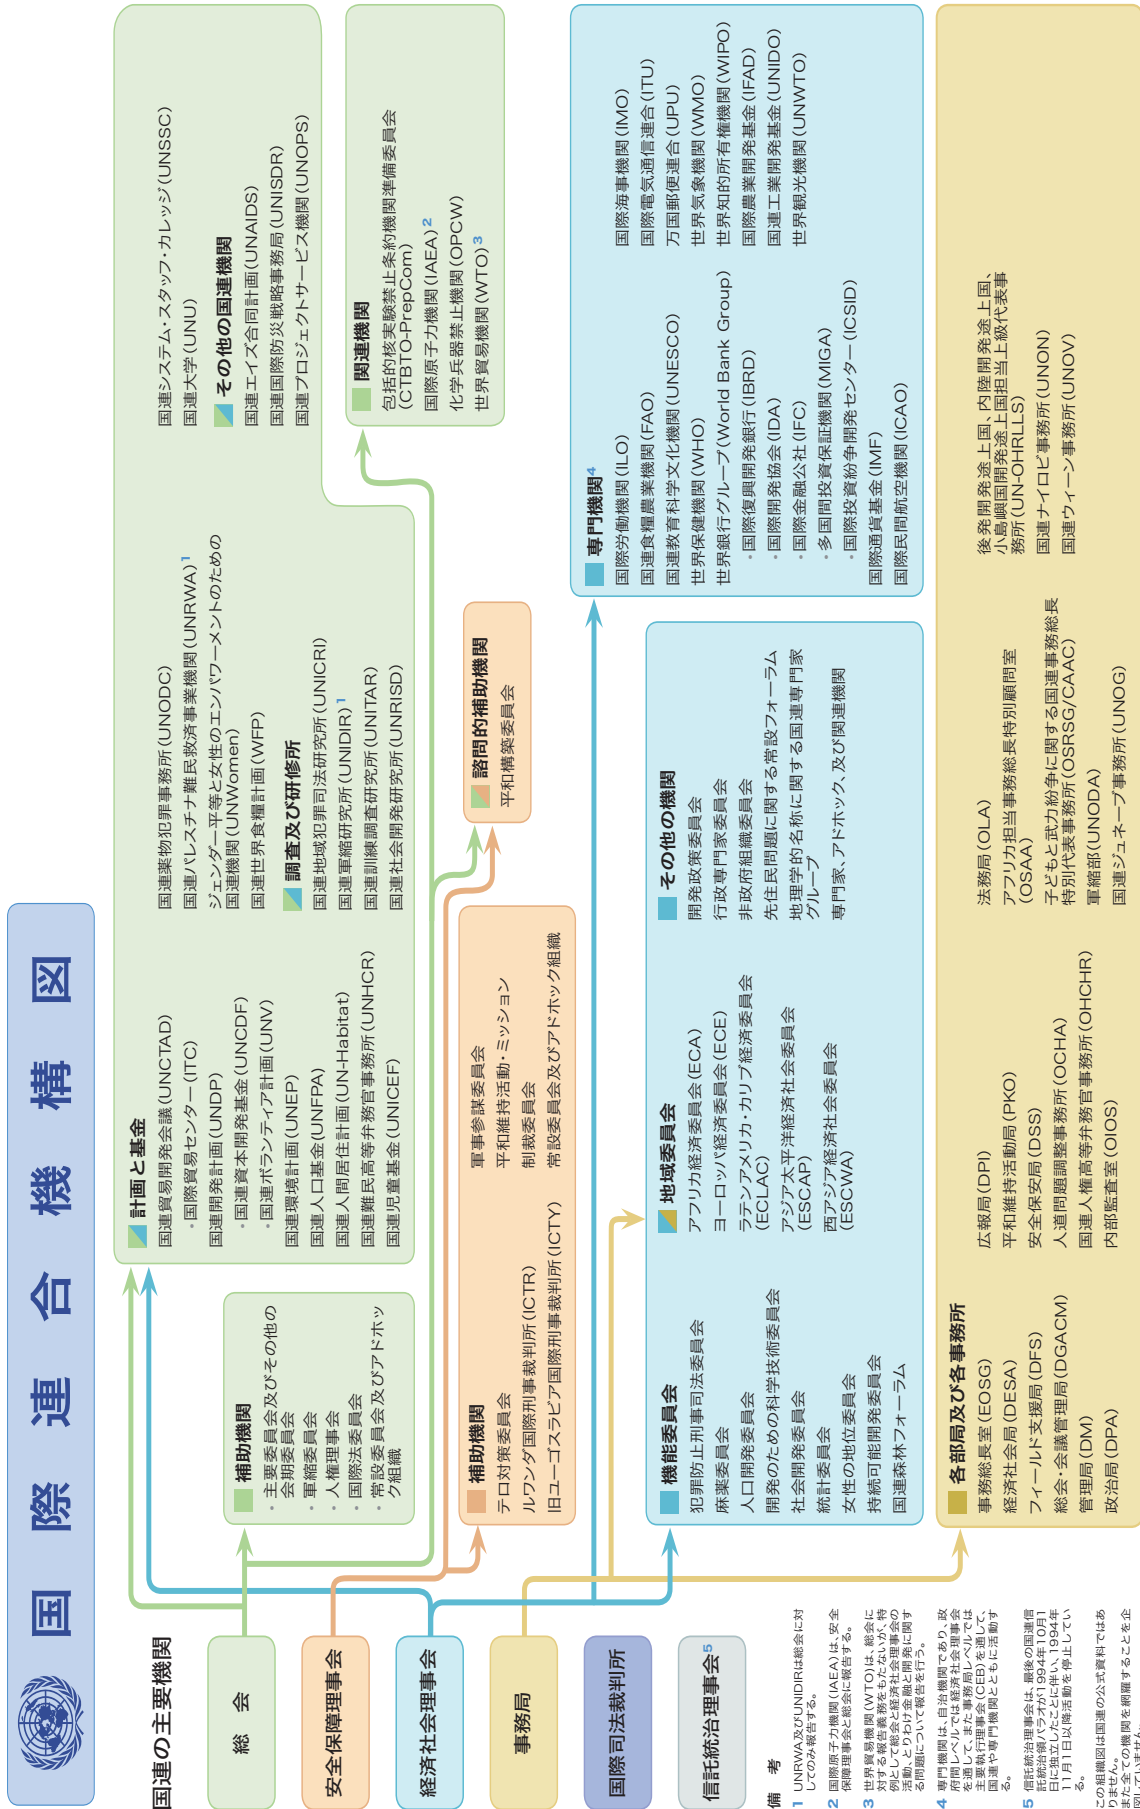 国際連合機構図
国連の主要機関
総 会
安全保障理事会
経済社会理事会
事務局
国際司法裁判所
信託統治理事会5
補助機関
・主要委員会及びその他の
会期委員会
・軍縮委員会
・人権理事会
・国際法委員会
・常設委員会及びアドホッ
ク組織
計画と基金
国連貿易開発会議(UNCTAD)
・国際貿易センター(ITC)
国連開発計画(UNDP)
・国連資本開発基金(UNCDF)
・国連ボランティア計画(UNV)
国連環境計画(UNEP)
国連人口基金(UNFPA)
国連人間居住計画(UN-Habitat)
国連難民高等弁務官事務所(UNHCR)
国連児童基金(UNICEF)
国連薬物犯罪事務所(UNODC)
国連パレスチナ難民救済事業機関(UNRWA)1
ジェンダー平等と女性のエンパワーメントのための
国連機関(UNWomen)
国連世界食糧計画(WFP)
調査及び研修所
国連地域犯罪司法研究所(UNICRI)
国連軍縮研究所(UNIDIR)1
国連訓練調査研究所(UNITAR)
国連社会開発研究所(UNRISD)
国連システム・スタッフ・カレッジ(UNSSC)
国連大学(UNU)
その他の国連機関
国連エイズ合同計画(UNAIDS)
国連国際防災戦略事務局(UNISDR)
国連プロジェクトサービス機関(UNOPS)
関連機関
包括的核実験禁止条約機関準備委員会
(CTBTO-PrepCom)
国際原子力機関(IAEA)2
化学兵器禁止機関(OPCW)
世界貿易機関(WTO)3
補助機関
テロ対策委員会
ルワンダ国際刑事裁判所(ICTR)
旧ユーゴスラビア国際刑事裁判所(ICTY)
軍事参謀委員会
平和維持活動・ミッション
制裁委員会
常設委員会及びアドホック組織
諮問的補助機関
平和構築委員会
機能委員会
犯罪防止刑事司法委員会
麻薬委員会
人口開発委員会
開発のための科学技術委員会
社会開発委員会
統計委員会
女性の地位委員会
持続可能開発委員会
国連森林フォーラム
地域委員会
アフリカ経済委員会(ECA)
ヨーロッパ経済委員会(ECE)
ラテンアメリカ・カリブ経済委員会
(ECLAC)
アジア太平洋経済社会委員会
(ESCAP)
西アジア経済社会委員会
(ESCWA)
その他の機関
開発政策委員会
行政専門家委員会
非政府組織委員会
先住民問題に関する常設フォーラム
地理学的名称に関する国連専門家
グループ
専門家、アドホック、及び関連機関
専門機関4
国際労働機関(ILO)
国連食糧農業機関(FAO)
国連教育科学文化機関(UNESCO)
世界保健機関(WHO)
世界銀行グループ(World Bank Group)
・国際復興開発銀行(IBRD)
・国際開発協会(IDA)
・国際金融公社(IFC)
・多国間投資保証機関(MIGA)
・国際投資紛争開発センター(ICSID)
国際通貨基金(IMF)
国際民間航空機関(ICAO)
国際海事機関(IMO)
国際電気通信連合(ITU)
万国郵便連合(UPU)
世界気象機関(WMO)
世界知的所有権機関(WIPO)
国際農業開発基金(IFAD)
国連工業開発基金(UNIDO)
世界観光機関(UNWTO)
各部局及び各事務所
事務総長室(EOSG)
経済社会局(DESA)
フィールド支援局(DFS)
総会・会議管理局(DGACM)
管理局(DM)
政治局(DPA)
広報局(DPI)
平和維持活動局(PKO)
安全保安局(DSS)
人道問題調整事務所(OCHA)
国連人権高等弁務官事務所(OHCHR)
内部監査室(OIOS)
法務局(OLA)
アフリカ担当事務総長特別顧問室
(OSAA)
子どもと武力紛争に関する国連事務総長
特別代表事務所(OSRSG/CAAC)
軍縮部(UNODA)
国連ジュネーブ事務所(UNOG)
後発開発途上国、内陸開発途上国、
小島嶼国開発途上国担当上級代表事
務所(UN-OHRLLS)
国連ナイロビ事務所(UNON)
国連ウィーン事務所(UNOV)
備 考
1 UNRWA及びUNIDIRは総会に対
してのみ報告する。
2 国際原子力機関(IAEA)は、安全
保障理事会と総会に報告する。
3 世界貿易機関(WTO)は、総会に
対する報告義務をもたないが、特
例として総会と経済社会理事会の
活動、とりわけ金融と開発に関す
る問題について報告を行う。
4 専門機関は、自治機関であり、政
府間レベルでは経済社会理事会
を通して、また事務局レベルでは
主要執行理事会(CEB)を通して、
国連や専門機関とともに活動す
る。
5 信託統治理事会は、最後の国連信
託統治領パラオが1994年10月1
日に独立したことに伴い、1994年
11月1日以降活動を停止してい
る。
この組織図は国連の公式資料ではあ
りません。
また全ての機関を網羅することを企
図していません。